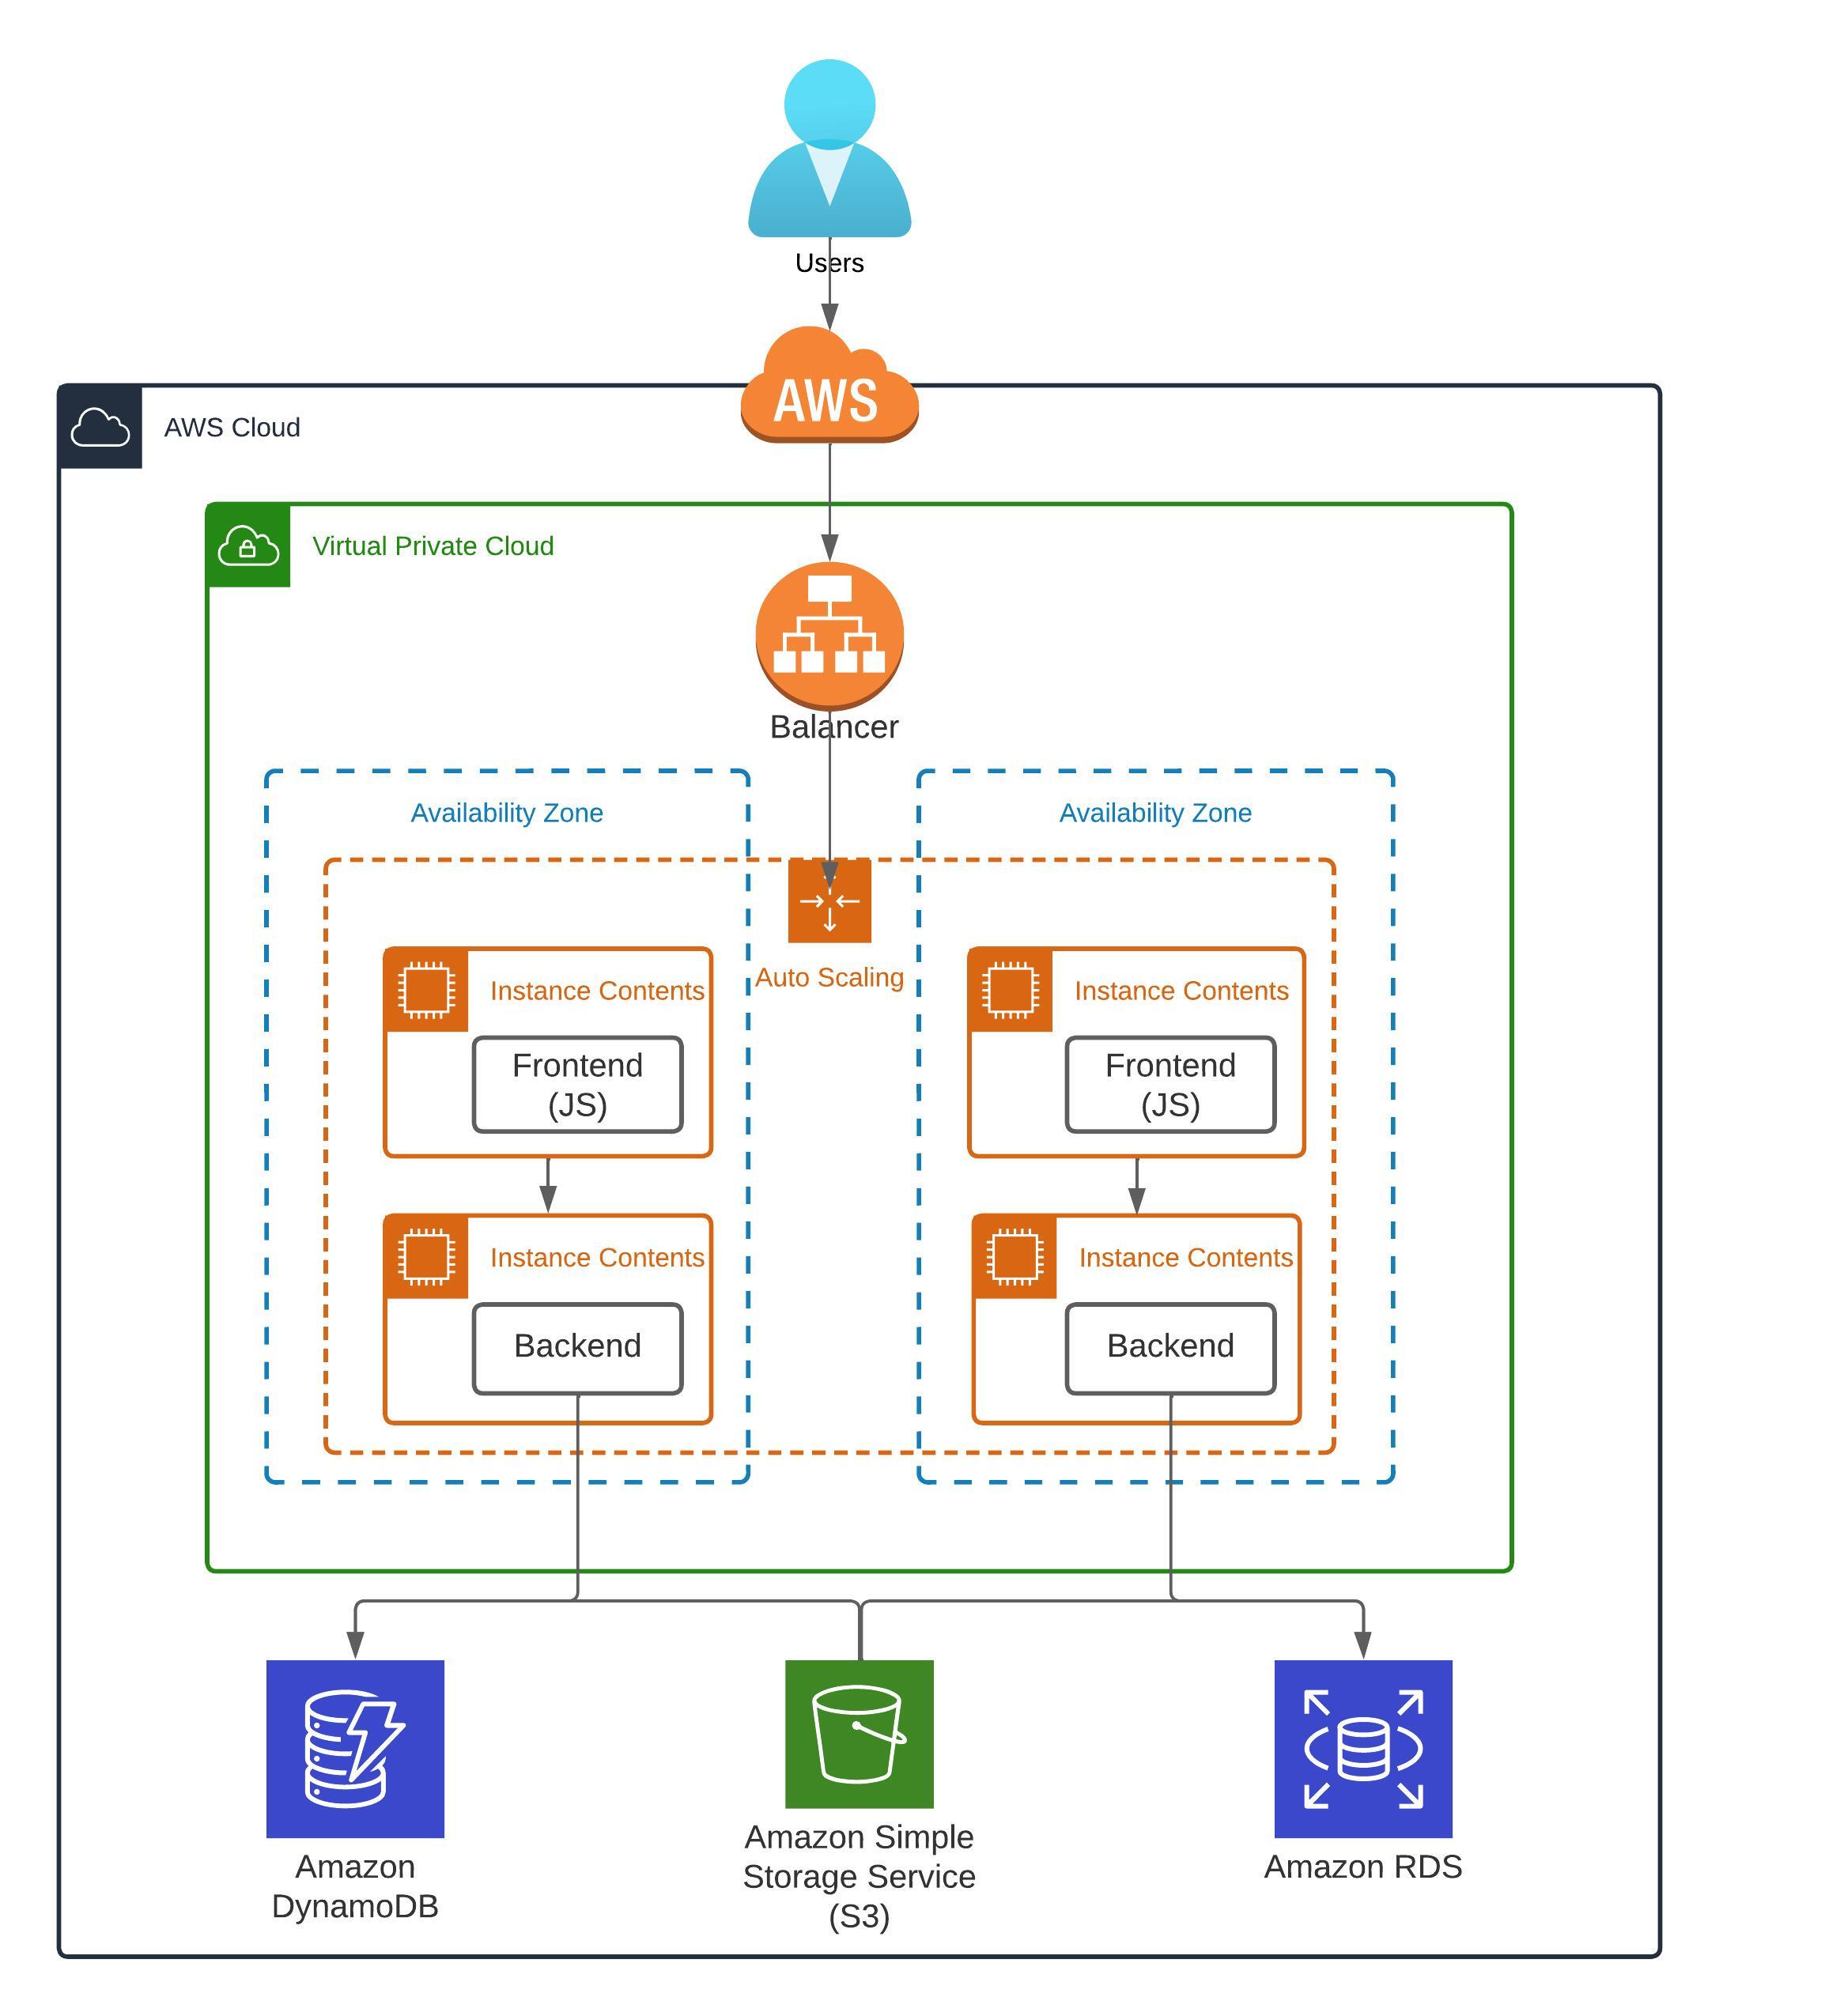 Users
AWS
AWS Cloud
Virtual Private Cloud
Balancer
Availability Zone
Availability Zone
Auto Scaling
Instance Contents
Instance Contents
Frontend
(JS)
Frontend
(JS)
Instance Contents
Instance Contents
Backend
Backend
Amazon
DynamoDB
Amazon Simple
Storage Service
(S3)
Amazon RDS